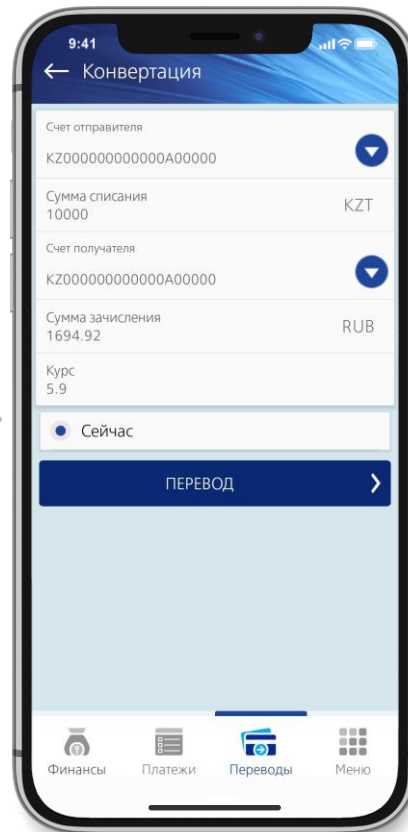 9:41
Конвертация
Счет отправителя
KZ000000000000A00000
Сумма списания
10000
KZT
Счет получателя
KZ000000000000A00000
Сумма зачисления
1694.92
RUB
Курс
5.9
Сейчас
ПЕРЕВОД
Финансы
Платежи
Переводы
Меню